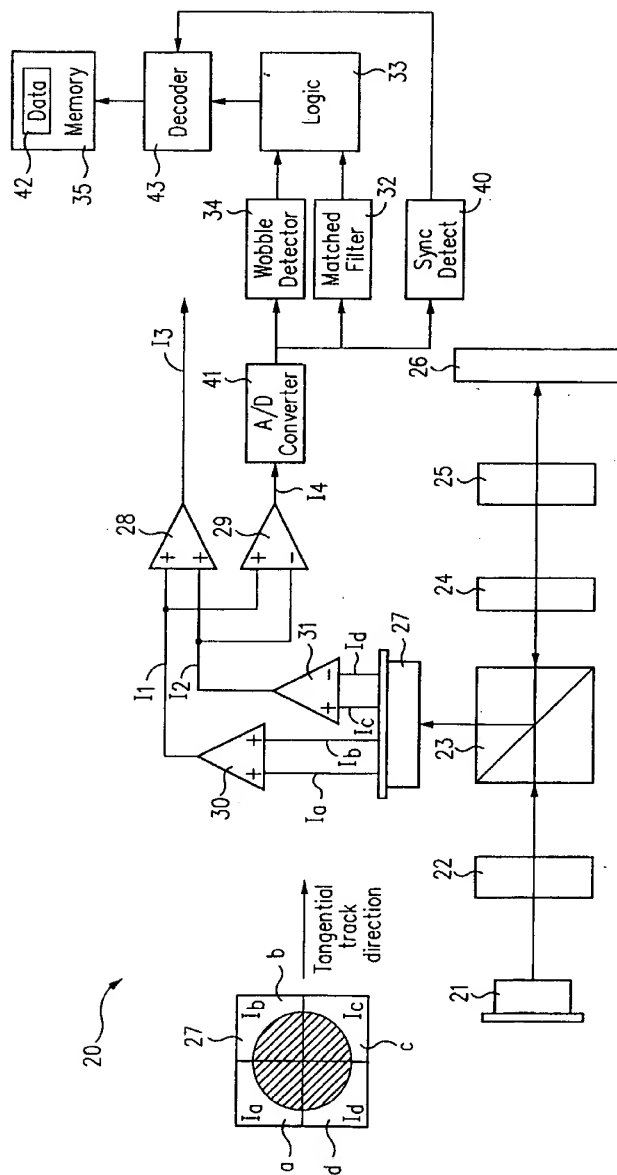 20
27
Ia
Ib
b
Id
Ic
a
d
c
Tangential
track
direction
I1
I2
28
+
+
I3
29
+
-
I4
30
+
+
31
+
-
Ia
Ib
Ic
Id
27
41
A/D
Converter
34
Wobble
Detector
Matched
Filter
32
Sync
Detect
40
Logic
33
Decoder
43
42
Data
Memory
35
21
22
23
24
25
26